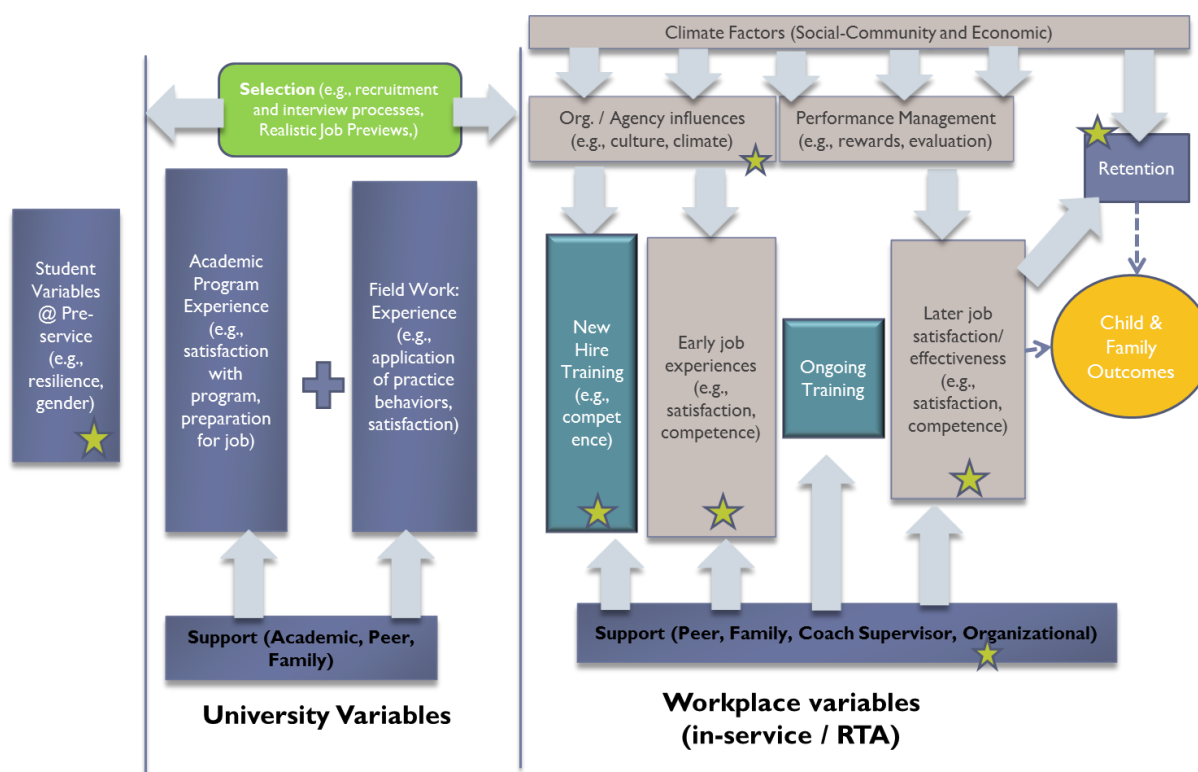 Climate Factors (Social-Community and Economic)
Selection (e.g., recruitment
and interview processes,
Realistic Job Previews,)
Org. / Agency influences
(e.g., culture, climate)
Performance Management
(e.g., rewards, evaluation)
Retention
Student
Variables
@ Pre-
service
(e.g.,
resilience,
gender)
Academic
Program
Experience
(e.g.,
satisfaction
with
program,
preparation
for job)
Field Work:
Experience
(e.g.,
application
of practice
behaviors,
satisfaction)
New
Hire
Training
(e.g.,
compet
ence)
Early job
experiences
(e.g.,
satisfaction,
competence)
Ongoing
Training
Later job
satisfaction/
effectiveness
(e.g.,
satisfaction,
competence)
Child &
Family
Outcomes
Support (Academic, Peer,
Family)
Support (Peer, Family, Coach Supervisor, Organizational)
University Variables
Workplace variables
(in-service / RTA)